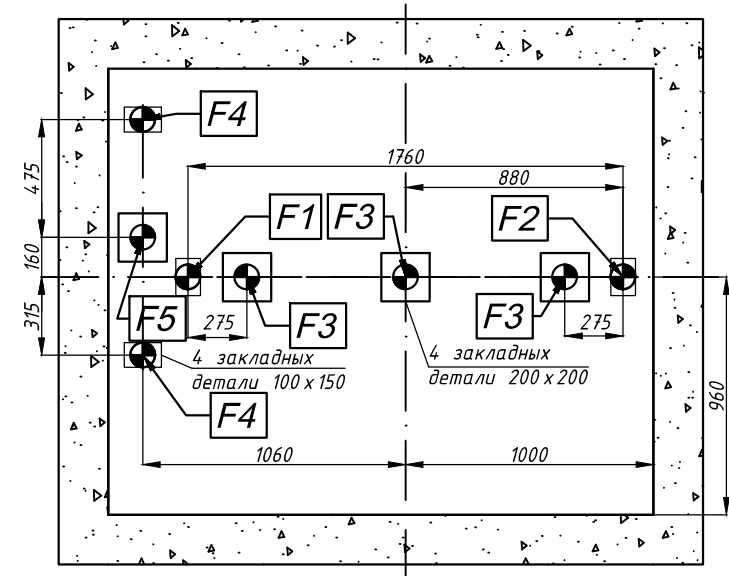 F4
1760
880
475
F1
F3
F2
160
F5
275
F3
F3
275
315
4 закладных
детали 100 x 150
4 закладных
детали 200 x 200
F4
960
1060
1000